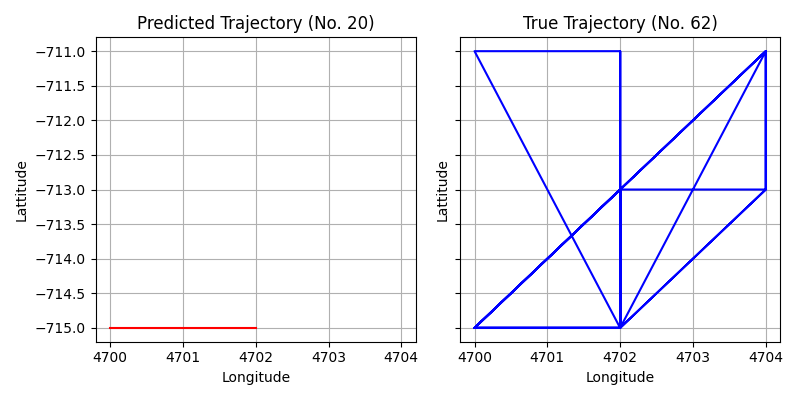 Predicted Trajectory (No. 20)
−711.0
−711.5
−712.0
−712.5
−713.0
−713.5
−714.0
−714.5
−715.0
Lattitude
4700 4701 4702 4703 4704
Longitude
True Trajectory (No. 62)
Lattitude
4700 4701 4702 4703 4704
Longitude